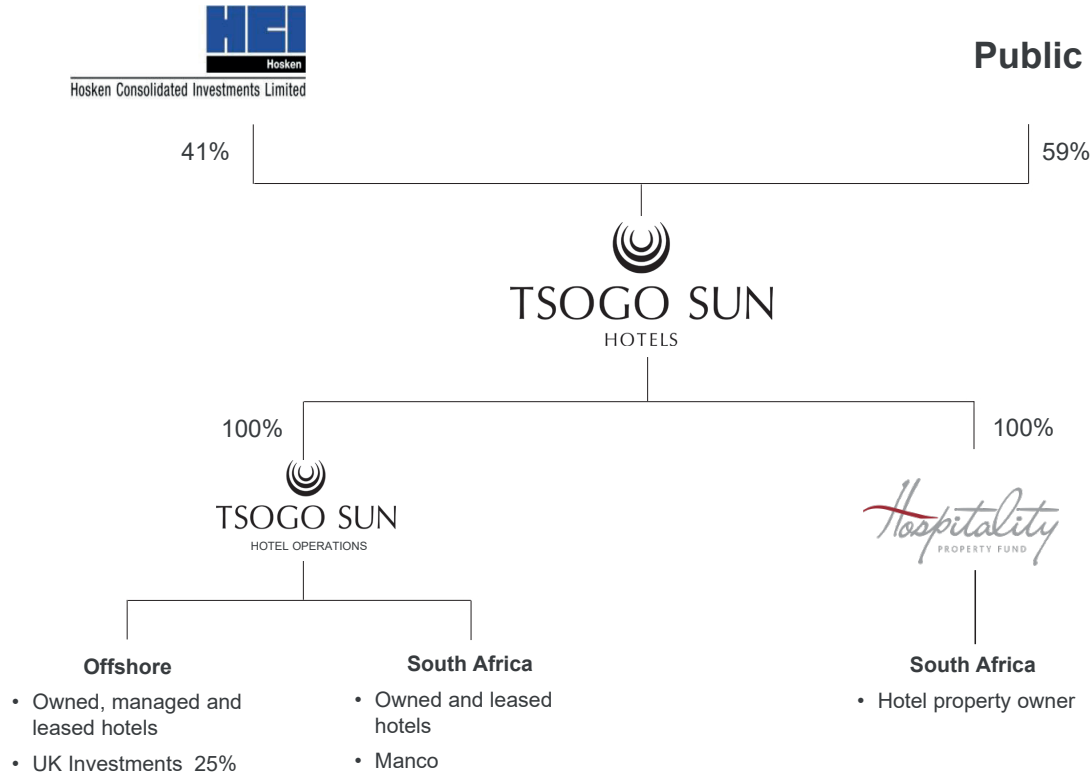 HCI
Hosken
Hosken Consolidated Investments Limited
Public
41%
59%
TSOGO SUN
HOTELS
100%
100%
TSOGO SUN
HOTEL OPERATIONS
Hospitality
PROPERTY FUND
Offshore
• Owned, managed and
leased hotels
• UK Investments 25%
South Africa
• Owned and leased
hotels
• Manco
South Africa
• Hotel property owner